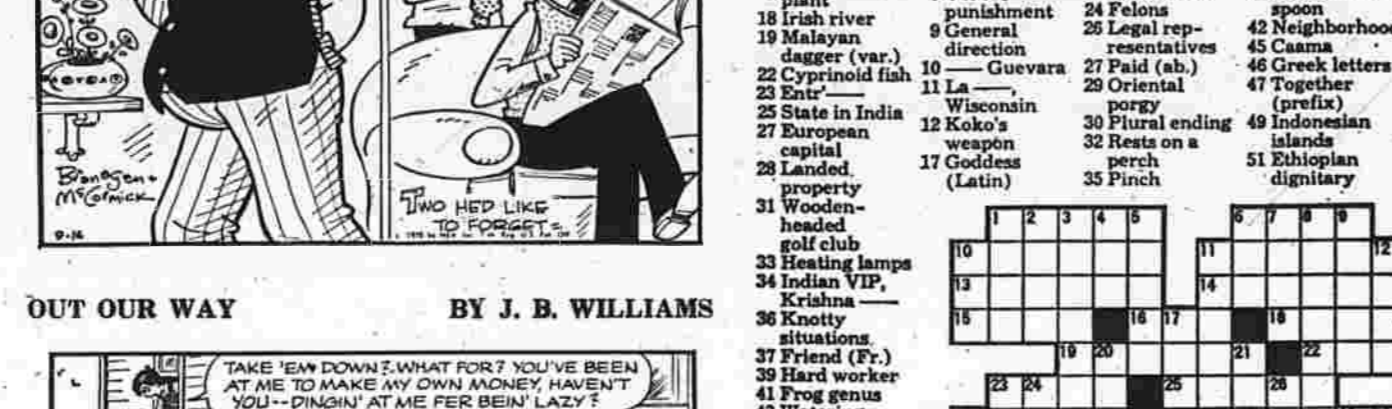 Branagen +
McCormick
9-14
TWO HE'D LIKE
TO FORGET =
OUT OUR WAY BY J. B. WILLIAMS
TAKE 'EM DOWN? WHAT FOR? YOU'VE BEEN
AT ME TO MAKE MY OWN MONEY, HAVEN'T
YOU--DINGIN' AT ME FER BEIN' LAZY?
plant
18 Irish river
19 Malayan
dagger (var.)
22 Cyprinoid fish
23 Entr'——
25 State in India
27 European
capital
28 Landed
property
31 Wooden-
headed
golf club
33 Heating lamps
34 Indian VIP,
Krishna ——
36 Knotty
situations
37 Friend (Fr.)
39 Hard worker
41 Frog genus
punishment
9 General
direction
10 —— Guevara
11 La ——,
Wisconsin
12 Koko's
weapon
17 Goddess
(Latin)
24 Felons
26 Legal rep-
resentatives
27 Paid (ab.)
29 Oriental
porgy
30 Plural ending
32 Rests on a
perch
35 Pinch
spoon
42 Neighborhood
45 Caama
46 Greek letters
47 Together
(prefix)
49 Indonesian
islands
51 Ethiopian
dignitary
1 2 3 4 5 6 7 8 9
10 11 12
13 14
15 16 17 18
19 20 21 22
23 24 25 26